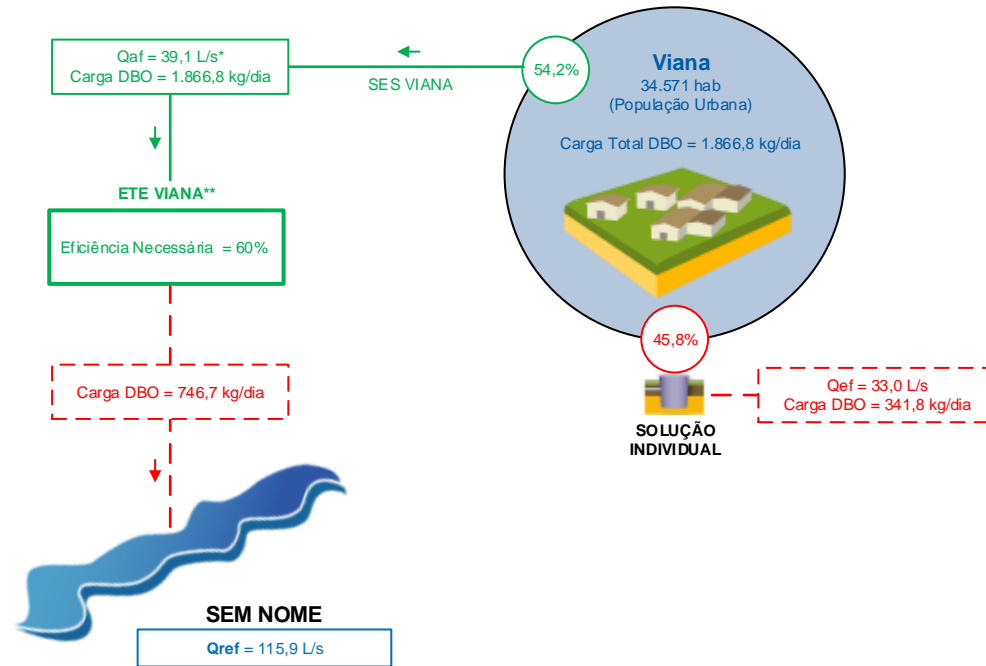 Qaf = 39,1 L/s*
Carga DBO = 1.866,8 kg/dia
SES VIANA
54,2%
Viana
34.571 hab
(População Urbana)
Carga Total DBO = 1.866,8 kg/dia
ETE VIANA**
Eficiência Necessária = 60%
45,8%
Carga DBO = 746,7 kg/dia
Qef = 33,0 L/s
Carga DBO = 341,8 kg/dia
SOLUÇÃO
INDIVIDUAL
SEM NOME
Qref = 115,9 L/s